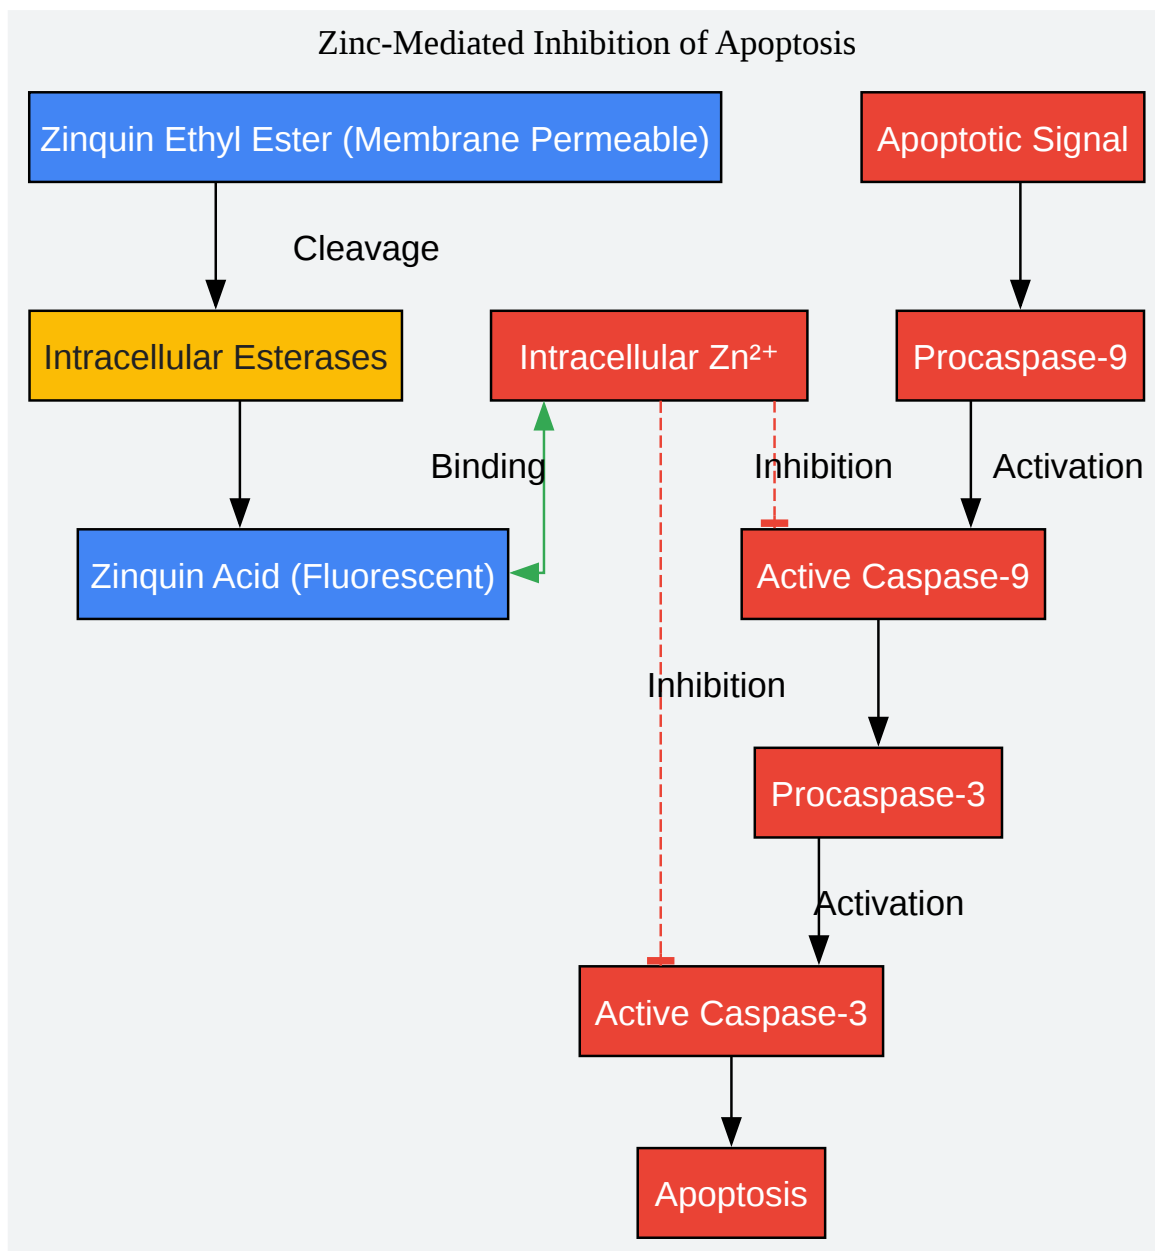 Zinc-Mediated Inhibition of Apoptosis
Zinquin Ethyl Ester (Membrane Permeable)
Apoptotic Signal
Cleavage
Intracellular Esterases
Intracellular Zn²⁺
Procaspase-9
Binding
Inhibition
Activation
Zinquin Acid (Fluorescent)
Active Caspase-9
Inhibition
Procaspase-3
Activation
Active Caspase-3
Apoptosis